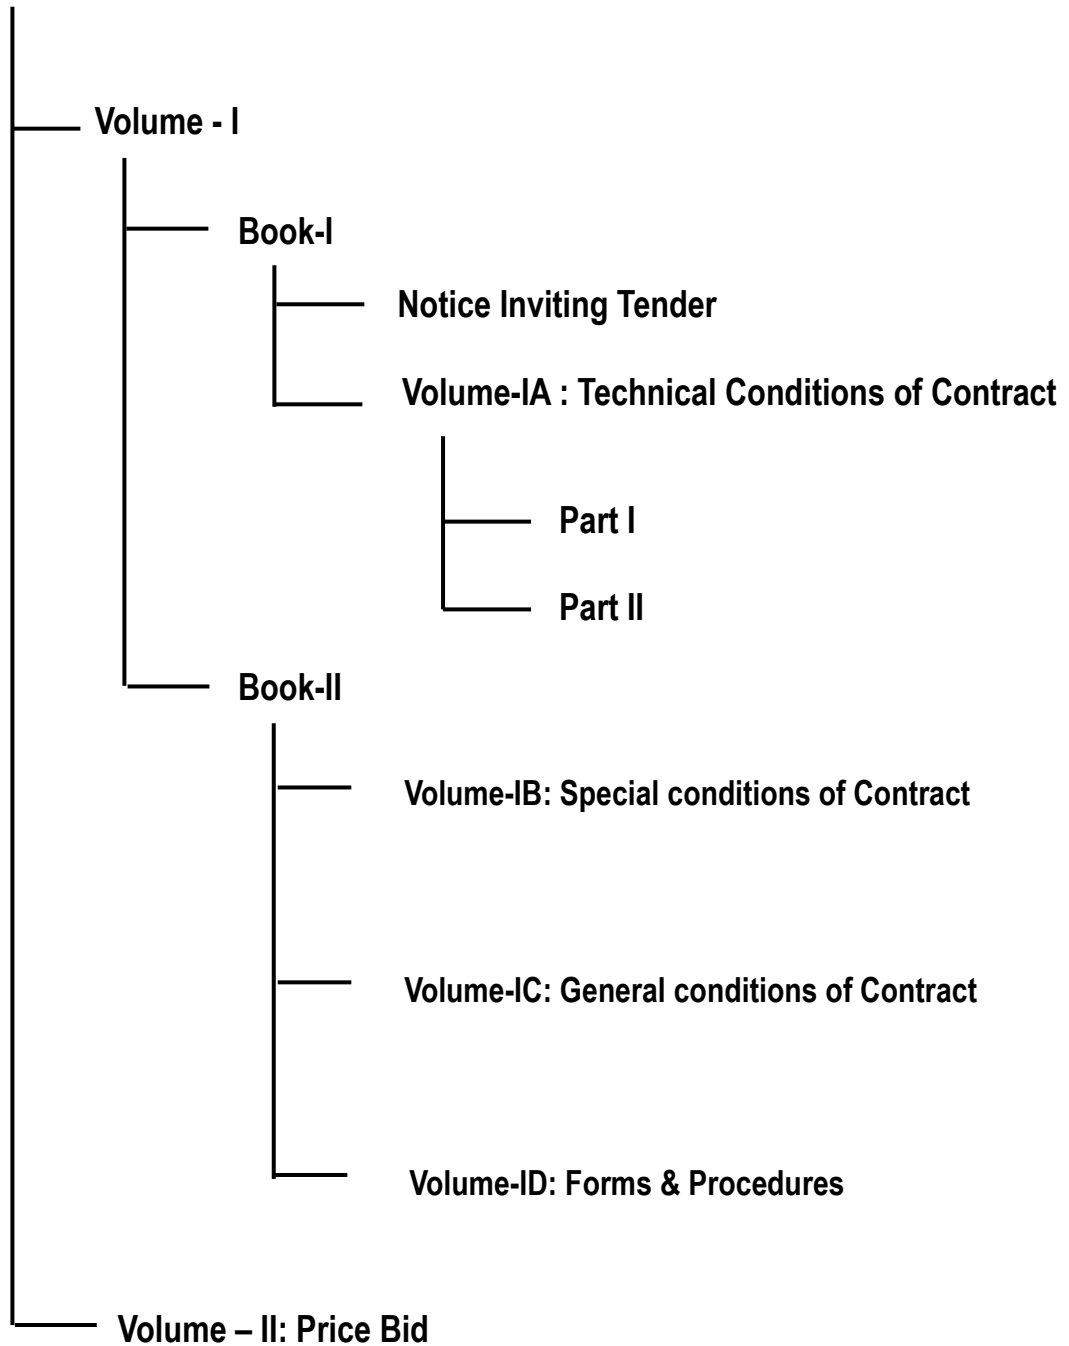 Volume - I
Book-I
Notice Inviting Tender
Volume-IA : Technical Conditions of Contract
Part I
Part II
Book-II
Volume-IB: Special conditions of Contract
Volume-IC: General conditions of Contract
Volume-ID: Forms & Procedures
Volume – II: Price Bid